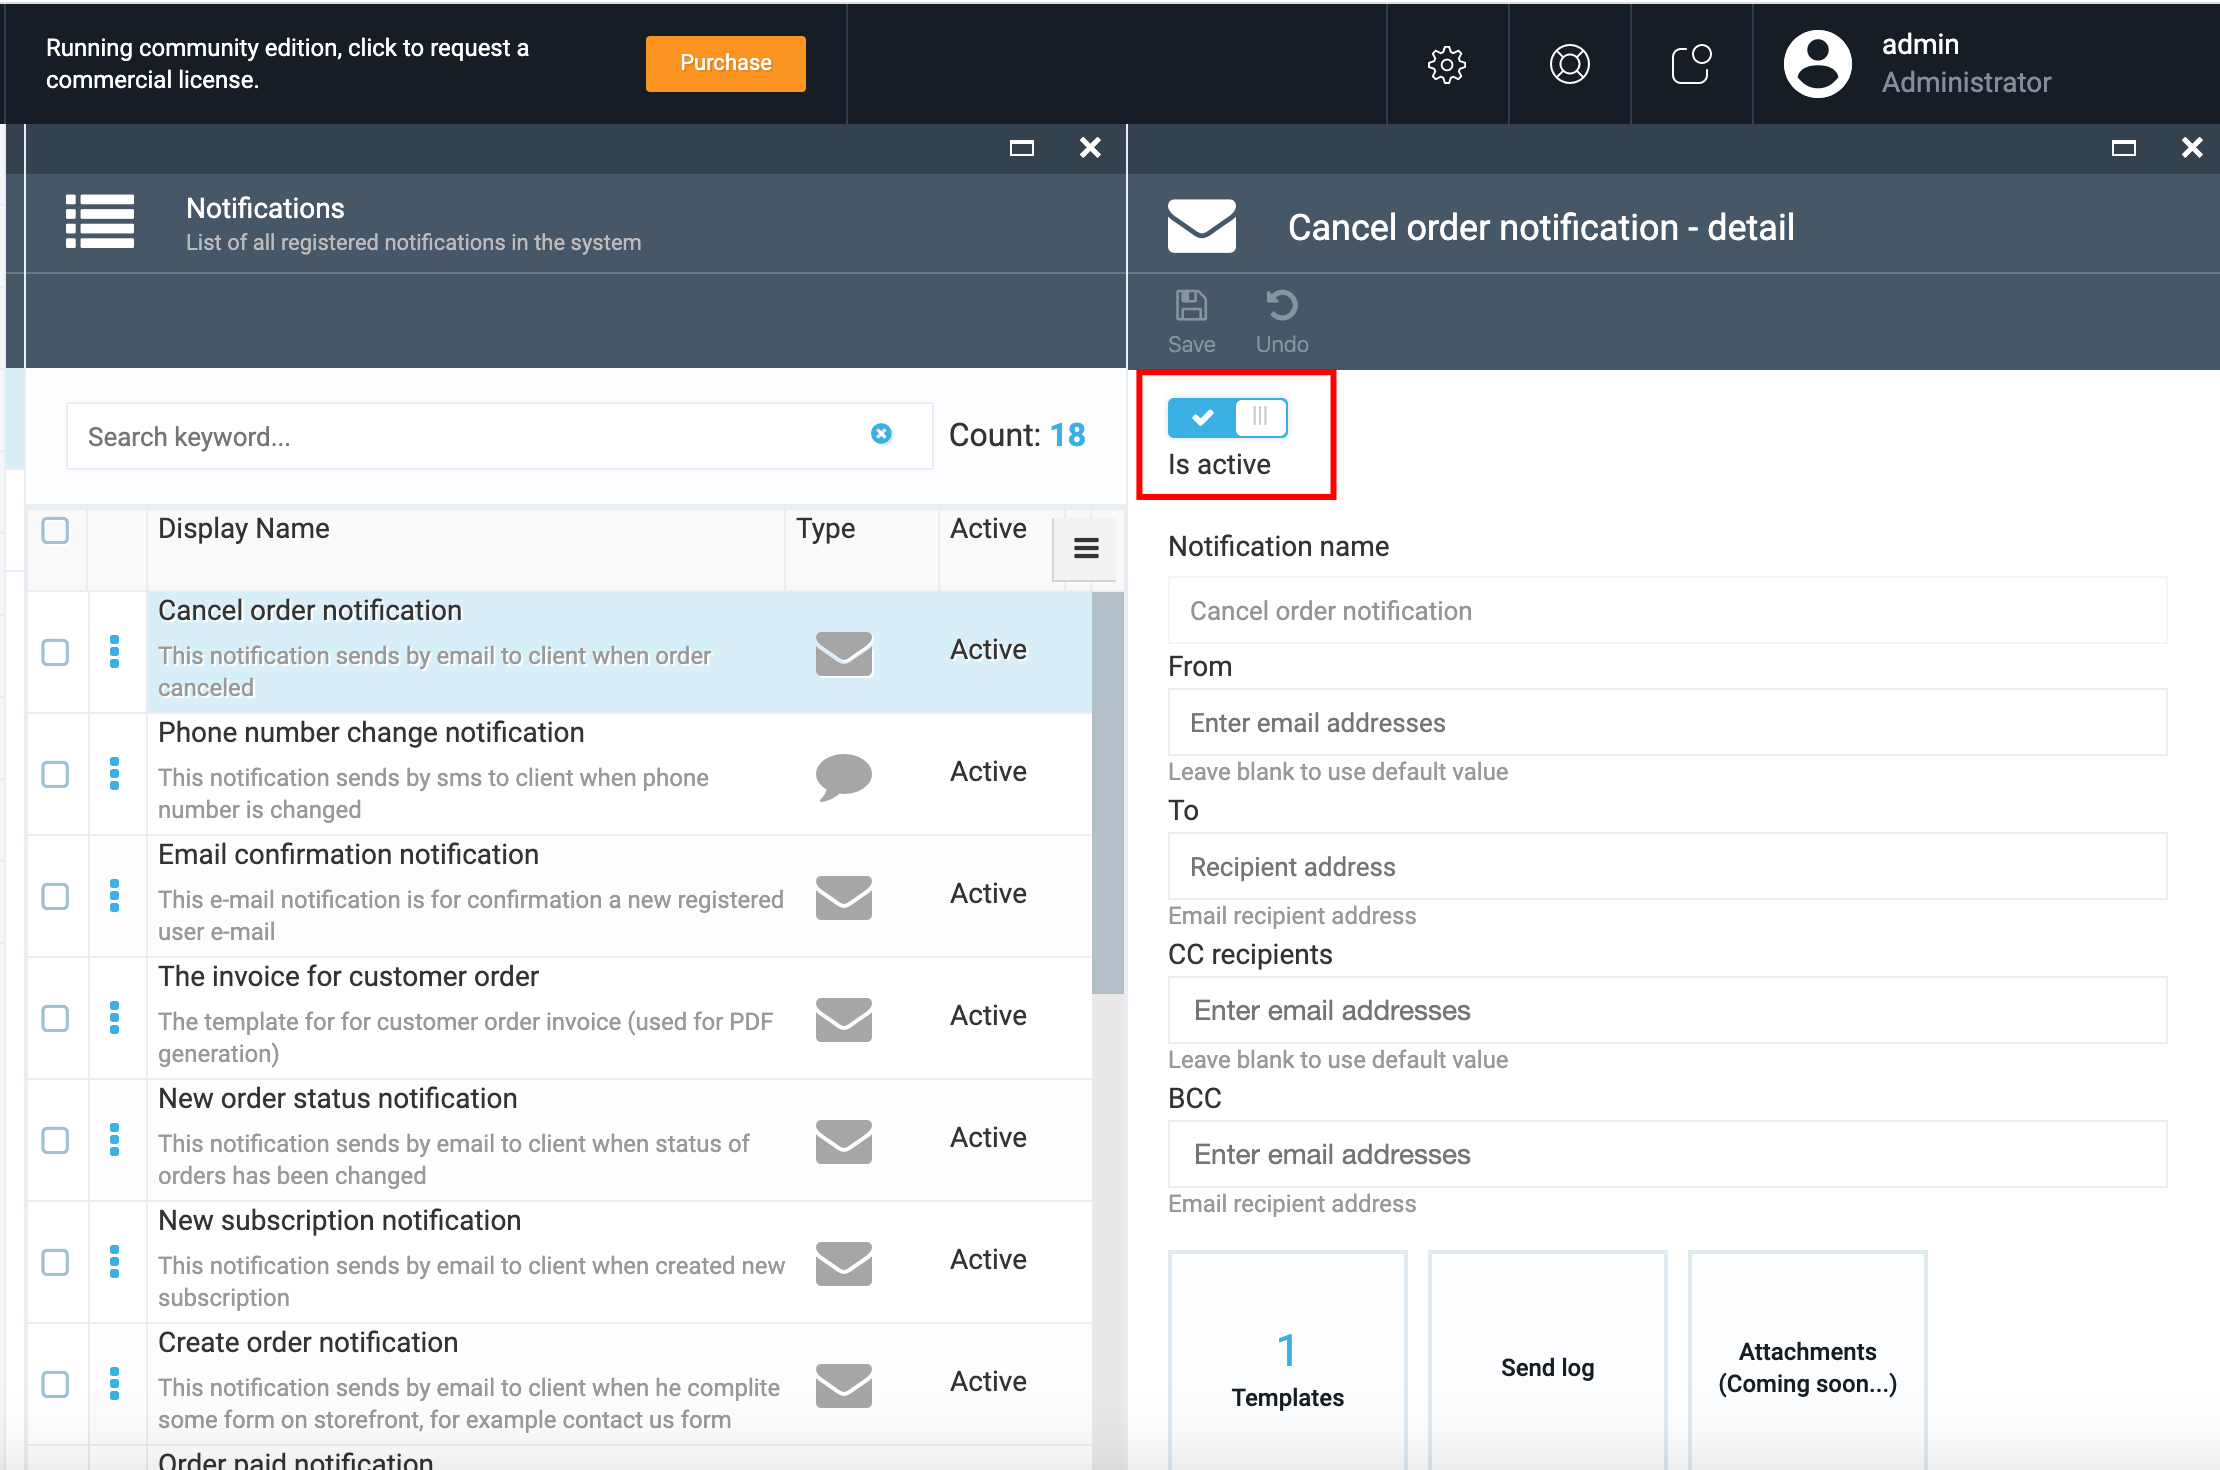 Running community edition, click to request a
commercial license.
Purchase
admin
Administrator
Notifications
List of all registered notifications in the system
Search keyword...
Count: 18
Display Name
Type
Active
Cancel order notification
This notification sends by email to client when order
canceled
Active
Phone number change notification
This notification sends by sms to client when phone
number is changed
Active
Email confirmation notification
This e-mail notification is for confirmation a new registered
user e-mail
Active
The invoice for customer order
The template for for customer order invoice (used for PDF
generation)
Active
New order status notification
This notification sends by email to client when status of
orders has been changed
Active
New subscription notification
This notification sends by email to client when created new
subscription
Active
Create order notification
This notification sends by email to client when he complite
some form on storefront, for example contact us form
Active
Order paid notification
Cancel order notification - detail
Save
Undo
Is active
Notification name
Cancel order notification
From
Enter email addresses
Leave blank to use default value
To
Recipient address
Email recipient address
CC recipients
Enter email addresses
Leave blank to use default value
BCC
Enter email addresses
Email recipient address
1
Templates
Send log
Attachments
(Coming soon...)